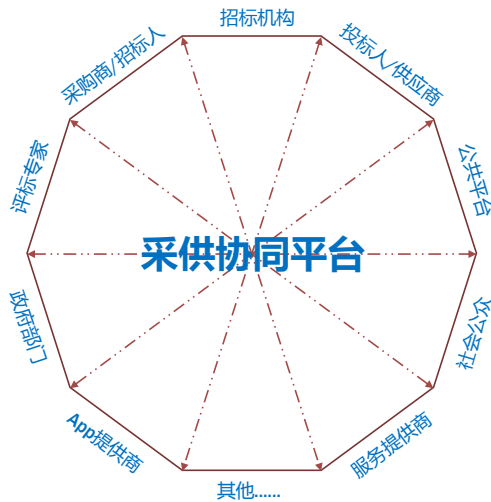 招标机构
投标人/供应商
公共平台
社会公众
服务提供商
其他......
App提供商
政府部门
评标专家
采购商/招标人
采供协同平台